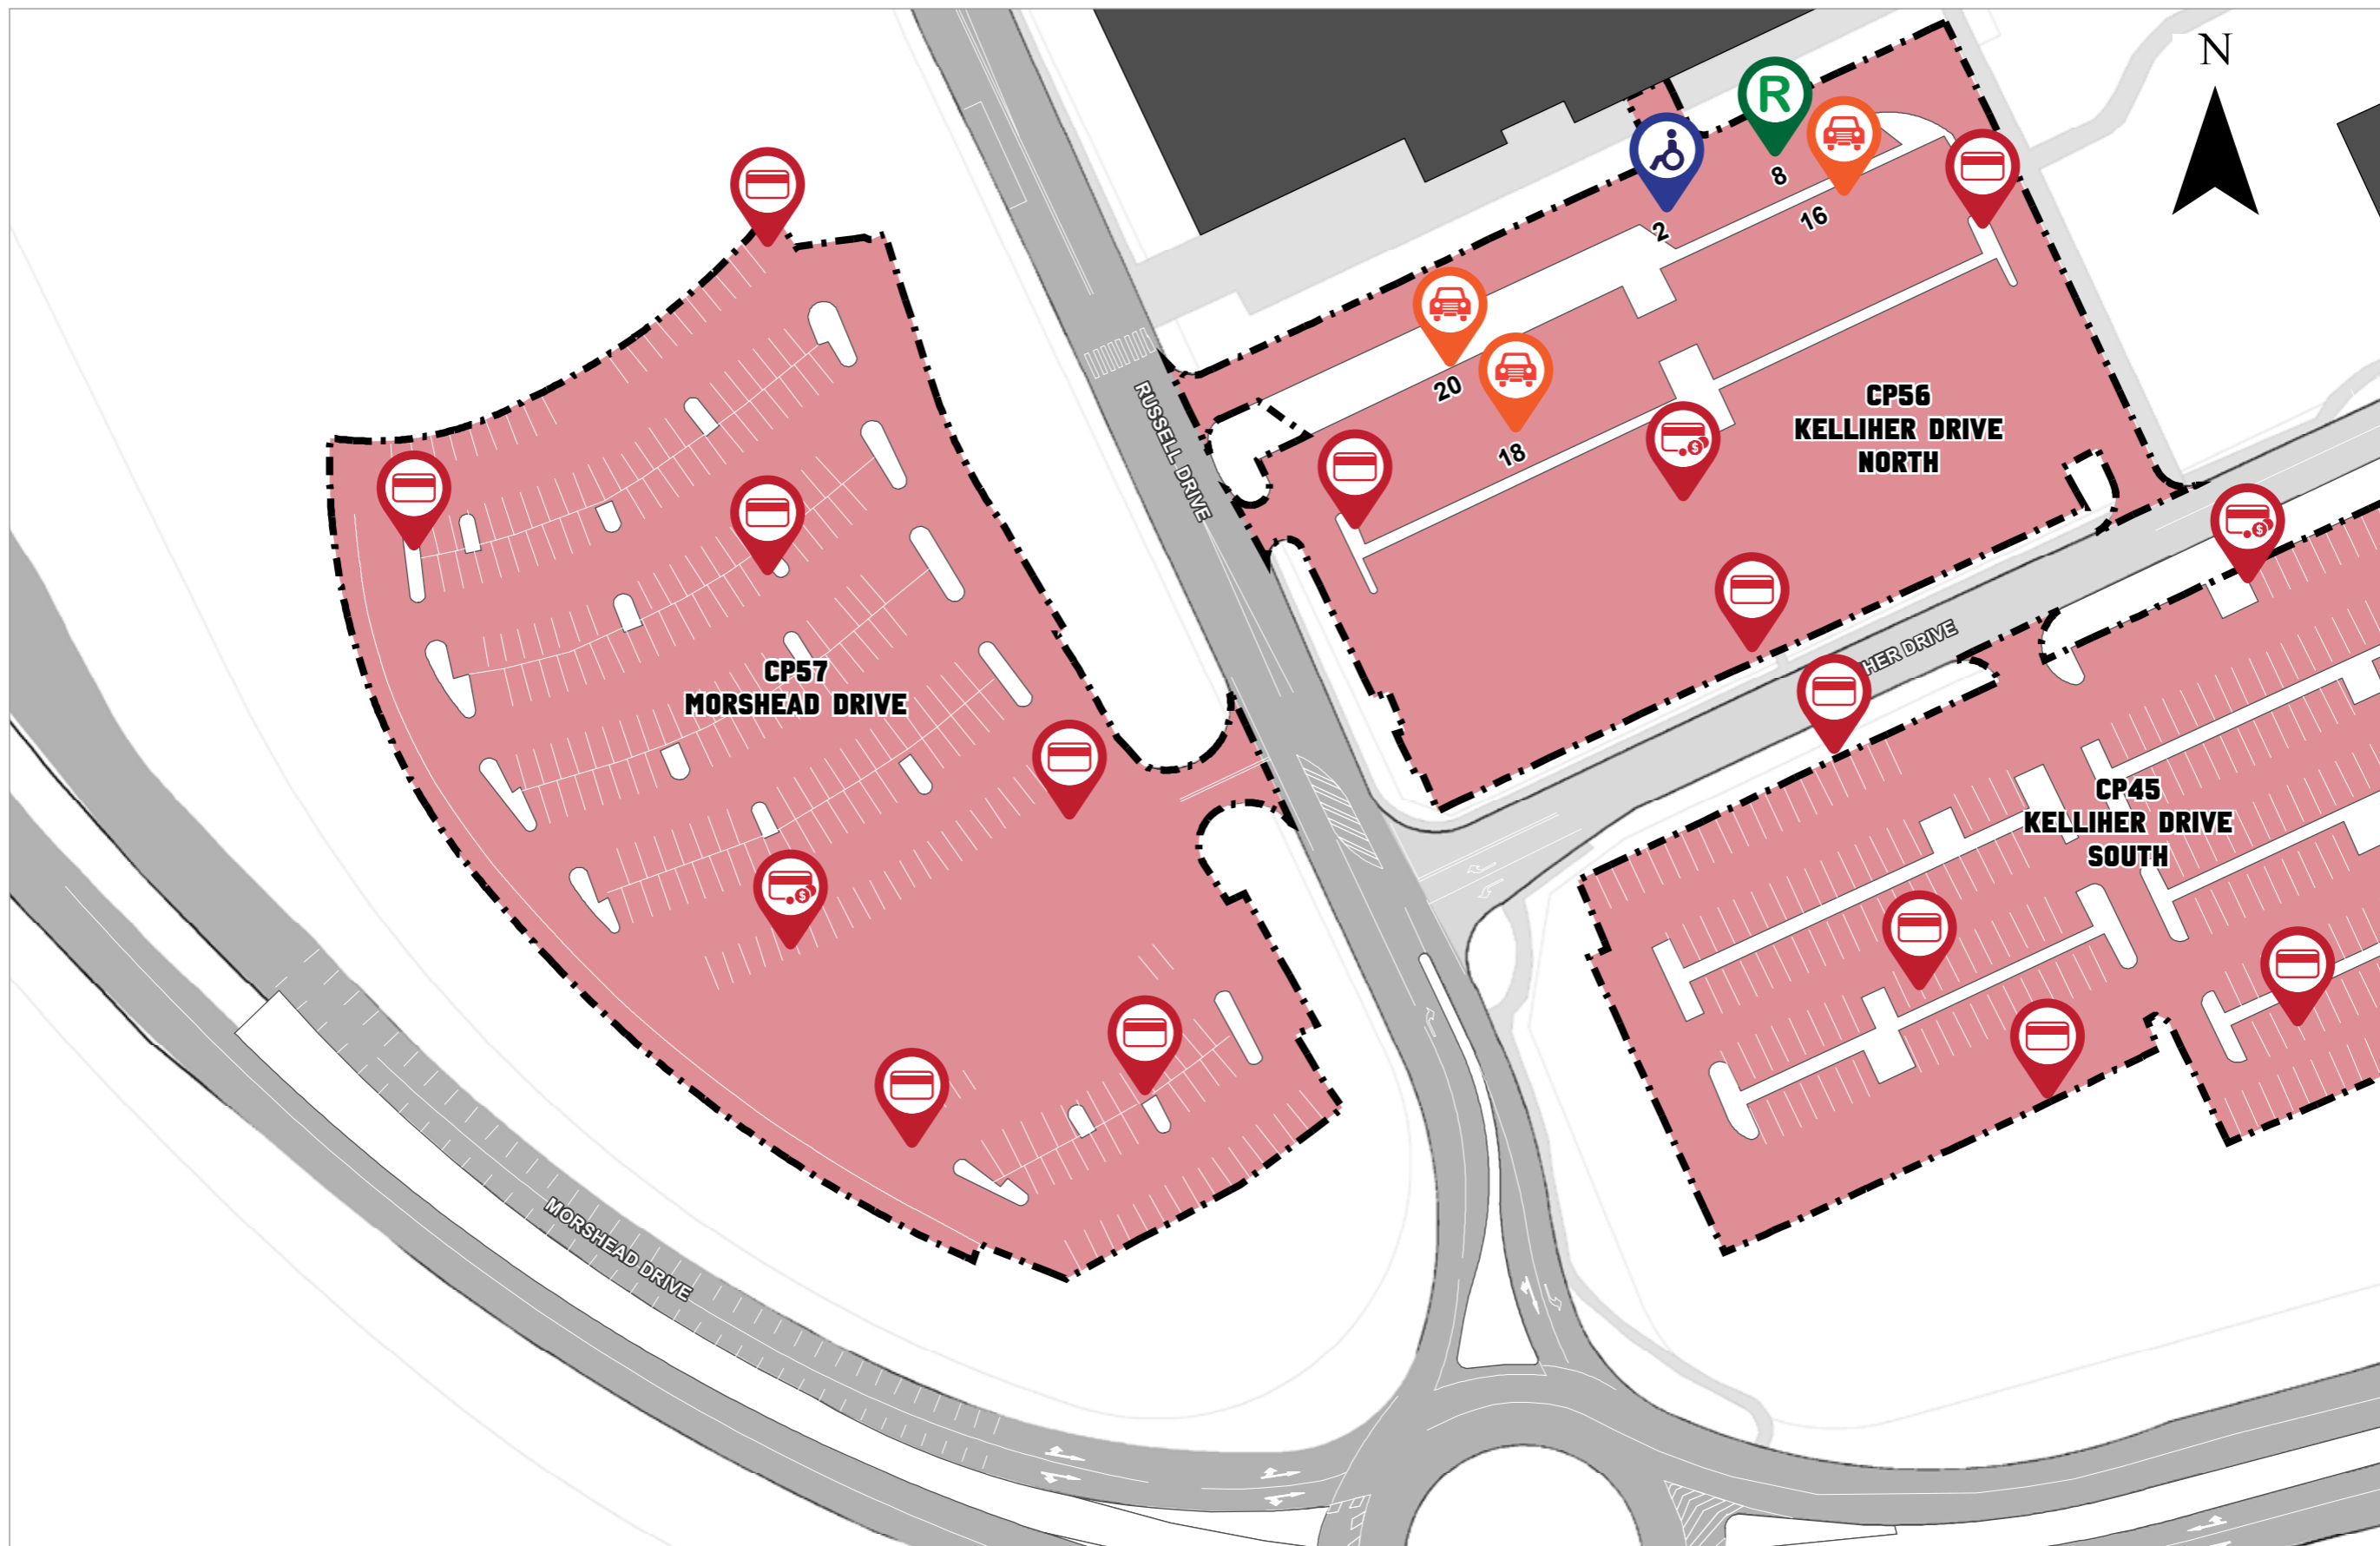 N
R
8
16
2
20
18
RUSSELL DRIVE
CP56
KELLIHER DRIVE
NORTH
HER DRIVE
CP57
MORSHEAD DRIVE
CP45
KELLIHER DRIVE
SOUTH
$
$
$
MORSHEAD DRIVE